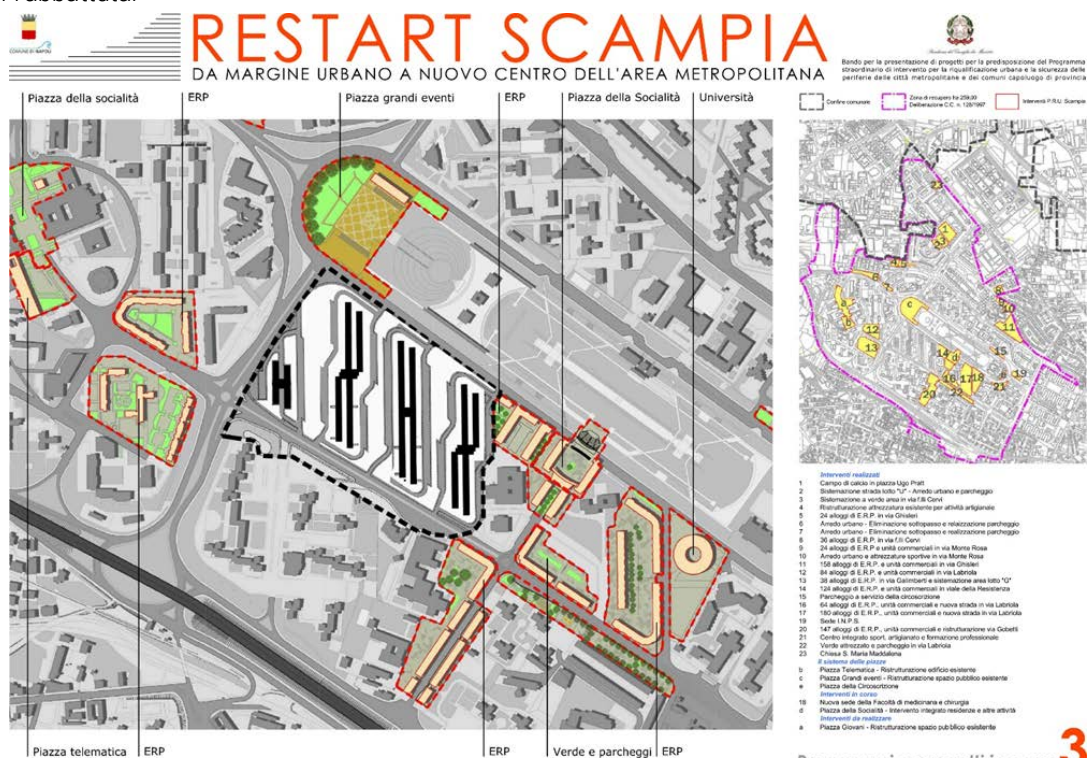 RESTART SCAMPIA
DA MARGINE URBANO A NUOVO CENTRO DELL'AREA METROPOLITANA
COMUNE DI NAPOLI
Bando per la presentazione di progetti per la predisposizione del Programma
straordinario di intervento per la riqualificazione urbana e la sicurezza delle
periferie delle città metropolitane e dei comuni capoluogo di provincia
Piazza della socialità
ERP
Piazza grandi eventi
ERP
Piazza della Socialità
Università
Confine comunale
Zona di recupero ha 259,99
Deliberazione C.C. n. 128/1997
Interventi P.R.U. Scampia
Interventi realizzati
1 Campo di calcio in piazza Ugo Pratt
2 Sistemazione strada lotto "U" - Arredo urbano e parcheggio
3 Sistemazione a verde area in via f.lli Cervi
4 Ristrutturazione attrezzatura esistente per attività artigianale
5 24 alloggi di E.R.P. in via Ghisleri
6 Arredo urbano - Eliminazione sottopasso e realizzazione parcheggio
7 Arredo urbano - Eliminazione sottopasso e realizzazione parcheggio
8 36 alloggi di E.R.P. in via f.lli Cervi
9 24 alloggi di E.R.P e unità commerciali in via Monte Rosa
10 Arredo urbano e attrezzature sportive in via Monte Rosa
11 158 alloggi di E.R.P. e unità commerciali in via Ghisleri
12 84 alloggi di E.R.P. e unità commerciali in via Labriola
13 38 alloggi di E.R.P. in via Galimberti e sistemazione area lotto "G"
14 124 alloggi di E.R.P. e unità commerciali in viale della Resistenza
15 Parcheggio a servizio della circoscrizione
16 64 alloggi di E.R.P., unità commerciali e nuova strada in via Labriola
17 180 alloggi di E.R.P., unità commerciali e nuova strada in via Labriola
19 Sede I.N.P.S.
20 147 alloggi di E.R.P., unità commerciali e ristrutturazione via Gobetti
21 Centro integrato sport, artigianato e formazione professionale
22 Verde attrezzato e parcheggio in via Labriola
23 Chiesa S. Maria Maddalena
Il sistema delle piazze
b Piazza Telematica - Ristrutturazione edificio esistente
c Piazza Grandi eventi - Ristrutturazione spazio pubblico esistente
e Piazza della Circoscrizione
Interventi in corso
18 Nuova sede della Facoltà di medicina e chirurgia
d Piazza della Socialità - Intervento integrato residenze e altre attività
Interventi da realizzare
a Piazza Giovani - Ristrutturazione spazio pubblico esistente
Piazza telematica
ERP
ERP
Verde e parcheggi
ERP
3